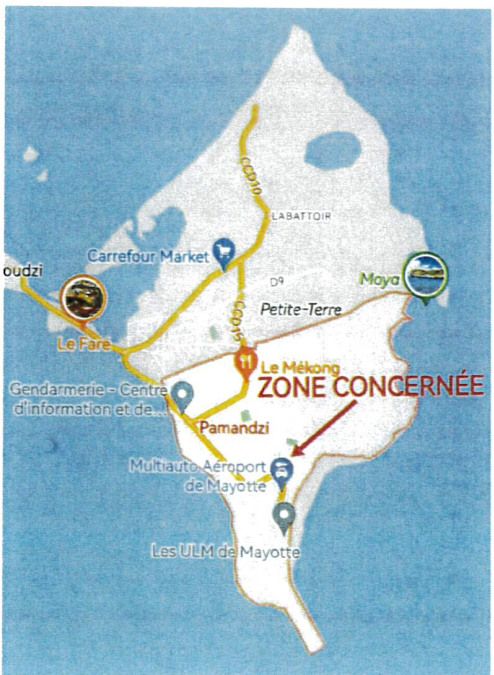 CCD10
LABATTOIR
Carrefour Market
oudzi
D9
Moya
CCD15
Petite-Terre
Le Fare
Le Mékong
Gendarmerie - Centre
d'information et de...
ZONE CONCERNÉE
Pamandzi
Multiauto Aéroport
de Mayotte
Les ULM de Mayotte